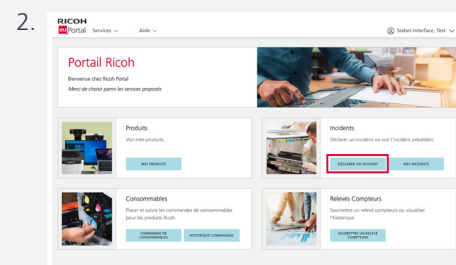 2.
RICOH
eu Portal Services Aide Siebel Interface, Test
Portail Ricoh
Bienvenue chez Ricoh Portal
Merci de choisir parmi les services proposés
Produits
Voir mes produits
MES PRODUITS
Incidents
Déclarer un incident ou voir l'incident précédent
DÉCLARER UN INCIDENT MES INCIDENTS
Consommables
Placer et suivre les commandes de consommables
pour les produits Ricoh
COMMANDE DE
CONSOMMABLES
HISTORIQUE COMMANDES
Relevés Compteurs
Soumettre un relevé compteurs ou visualiser
l'historique
SOUMETTRE UN RELEVÉ
COMPTEURS